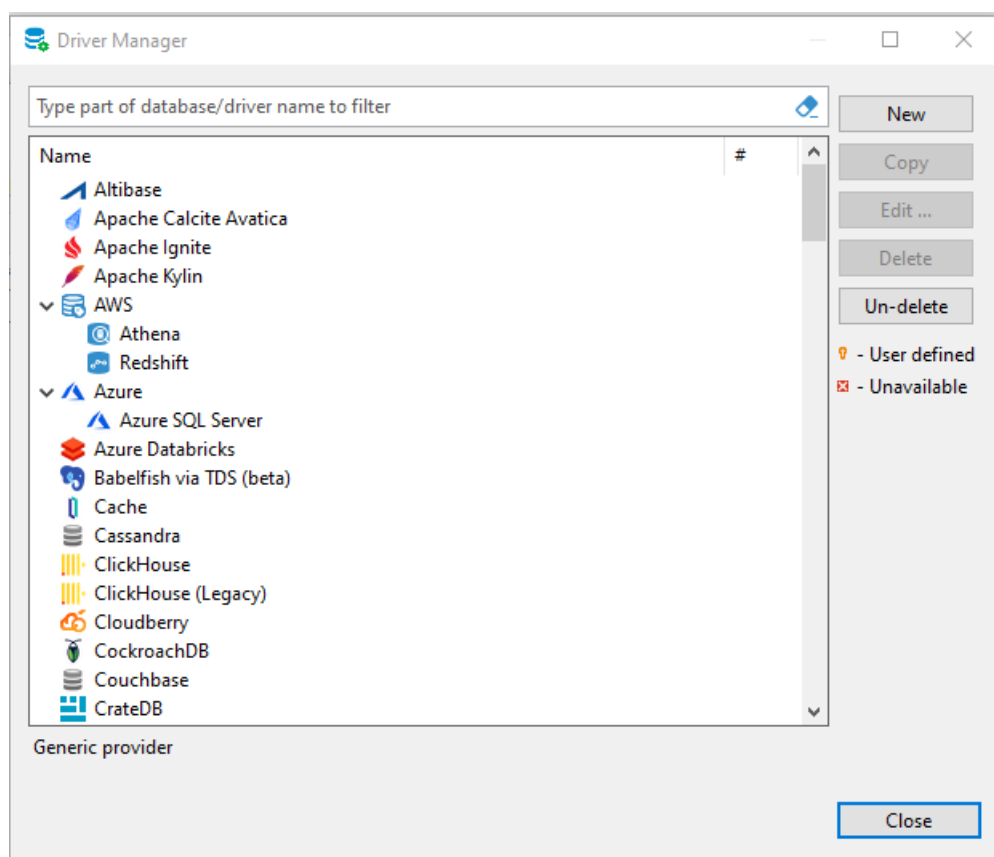 Driver Manager
Type part of database/driver name to filter
New
Name #
Copy
Altibase
Apache Calcite Avatica
Edit ...
Apache Ignite
Delete
Apache Kylin
AWS
Un-delete
Athena
- User defined
Redshift
- Unavailable
Azure
Azure SQL Server
Azure Databricks
Babelfish via TDS (beta)
Cache
Cassandra
ClickHouse
ClickHouse (Legacy)
Cloudberry
CockroachDB
Couchbase
CrateDB
Generic provider
Close